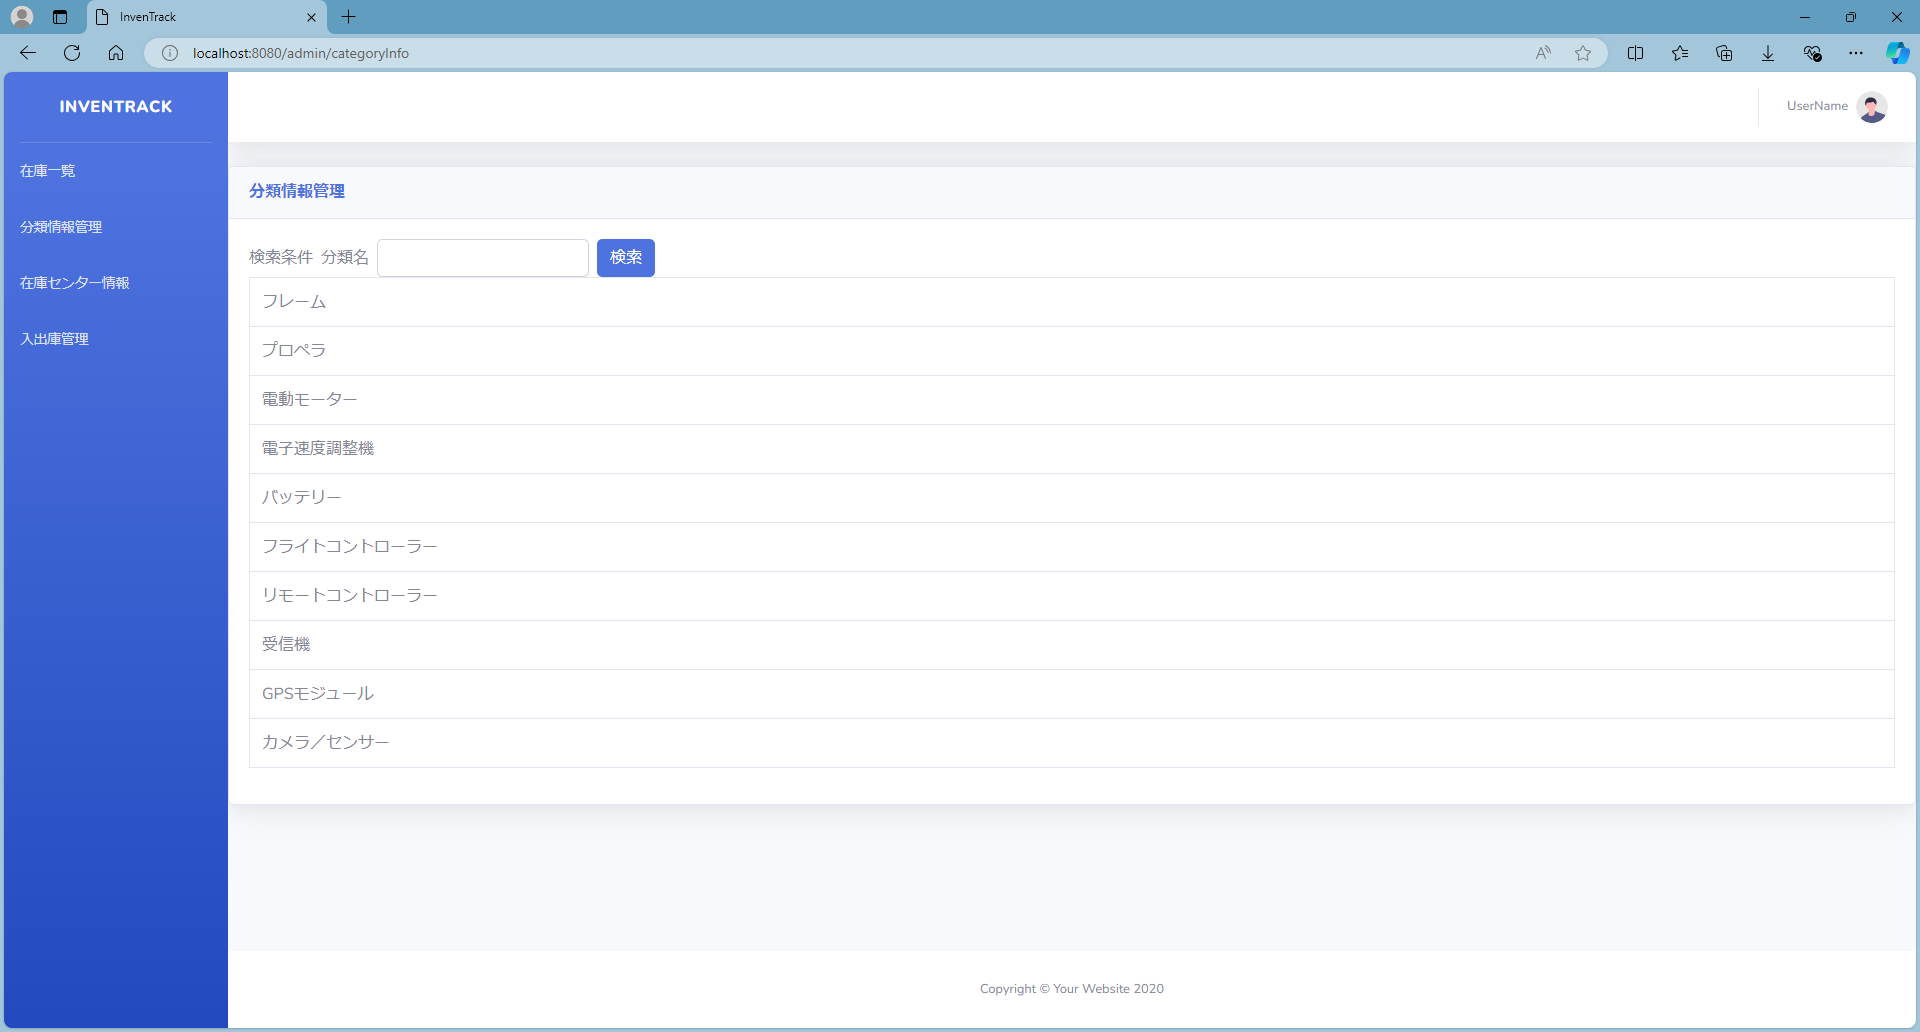 InvenTrack
localhost:8080/admin/categoryInfo
INVENTRACK
UserName
在庫一覧
分類情報管理
在庫センター情報
入出庫管理
分類情報管理
検索条件 分類名 検索
フレーム
プロペラ
電動モーター
電子速度調整機
バッテリー
フライトコントローラー
リモートコントローラー
受信機
GPSモジュール
カメラ／センサー
Copyright © Your Website 2020